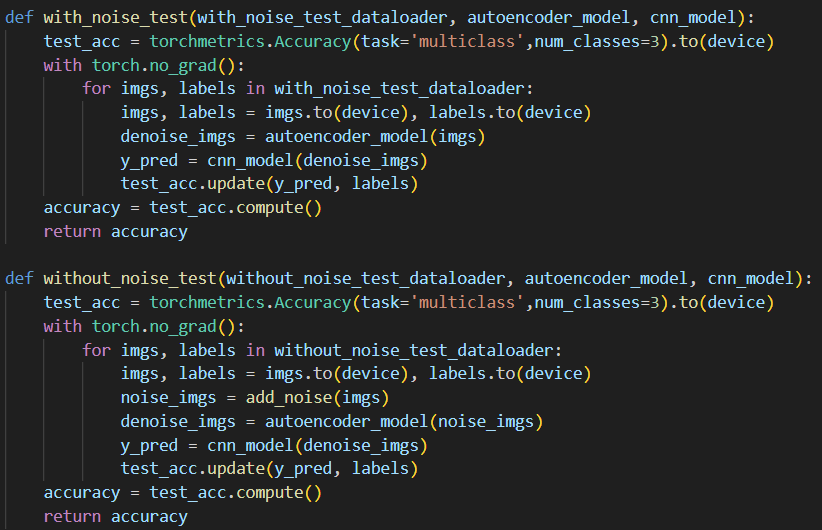 def with_noise_test(with_noise_test_dataloader, autoencoder_model, cnn_model):
    test_acc = torchmetrics.Accuracy(task='multiclass',num_classes=3).to(device)
    with torch.no_grad():
        for imgs, labels in with_noise_test_dataloader:
            imgs, labels = imgs.to(device), labels.to(device)
            denoise_imgs = autoencoder_model(imgs)
            y_pred = cnn_model(denoise_imgs)
            test_acc.update(y_pred, labels)
    accuracy = test_acc.compute()
    return accuracy

def without_noise_test(without_noise_test_dataloader, autoencoder_model, cnn_model):
    test_acc = torchmetrics.Accuracy(task='multiclass',num_classes=3).to(device)
    with torch.no_grad():
        for imgs, labels in without_noise_test_dataloader:
            imgs, labels = imgs.to(device), labels.to(device)
            noise_imgs = add_noise(imgs)
            denoise_imgs = autoencoder_model(noise_imgs)
            y_pred = cnn_model(denoise_imgs)
            test_acc.update(y_pred, labels)
    accuracy = test_acc.compute()
    return accuracy